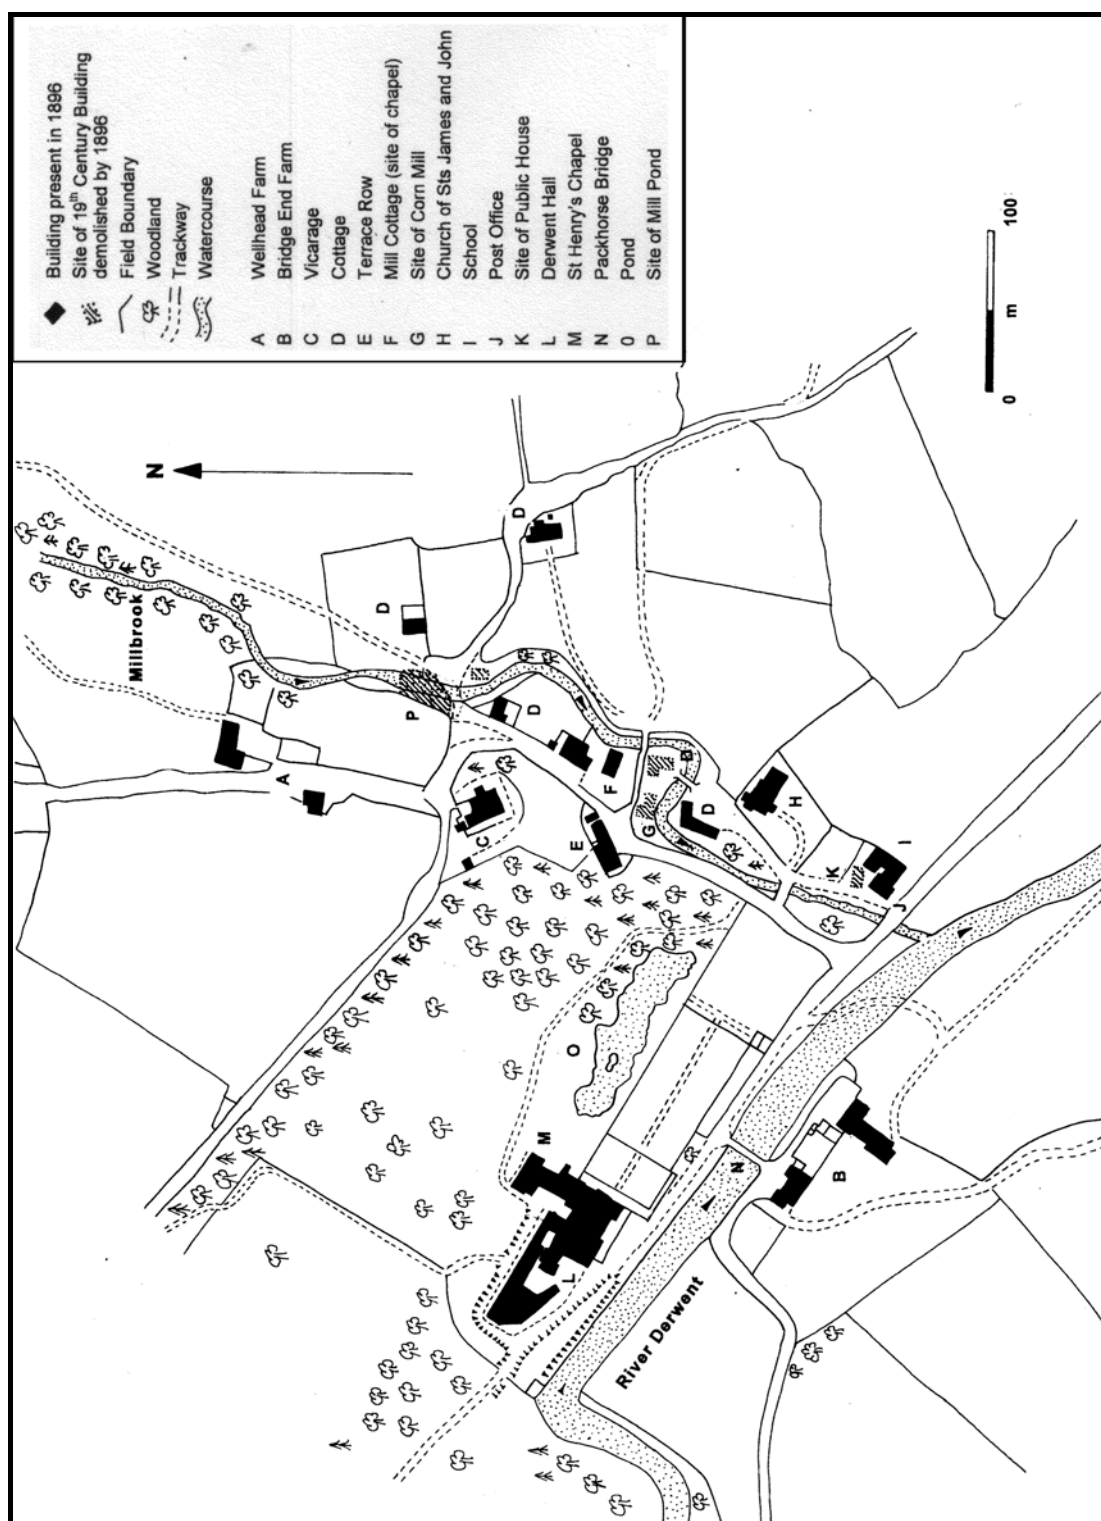 Building present in 1896
Site of 19th Century Building
demolished by 1896
Field Boundary
Woodland
Trackway
Watercourse
A Wellhead Farm
B Bridge End Farm
C Vicarage
D Cottage
E Terrace Row
F Mill Cottage (site of chapel)
G Site of Corn Mill
H Church of Sts James and John
I School
J Post Office
K Site of Public House
L Derwent Hall
M St Henry's Chapel
N Packhorse Bridge
O Pond
P Site of Mill Pond
0 m 100
N
Millbrook
A
P
D
D
D
C
E
F
G
D
H
I
K
J
O
M
L
N
B
River Derwent